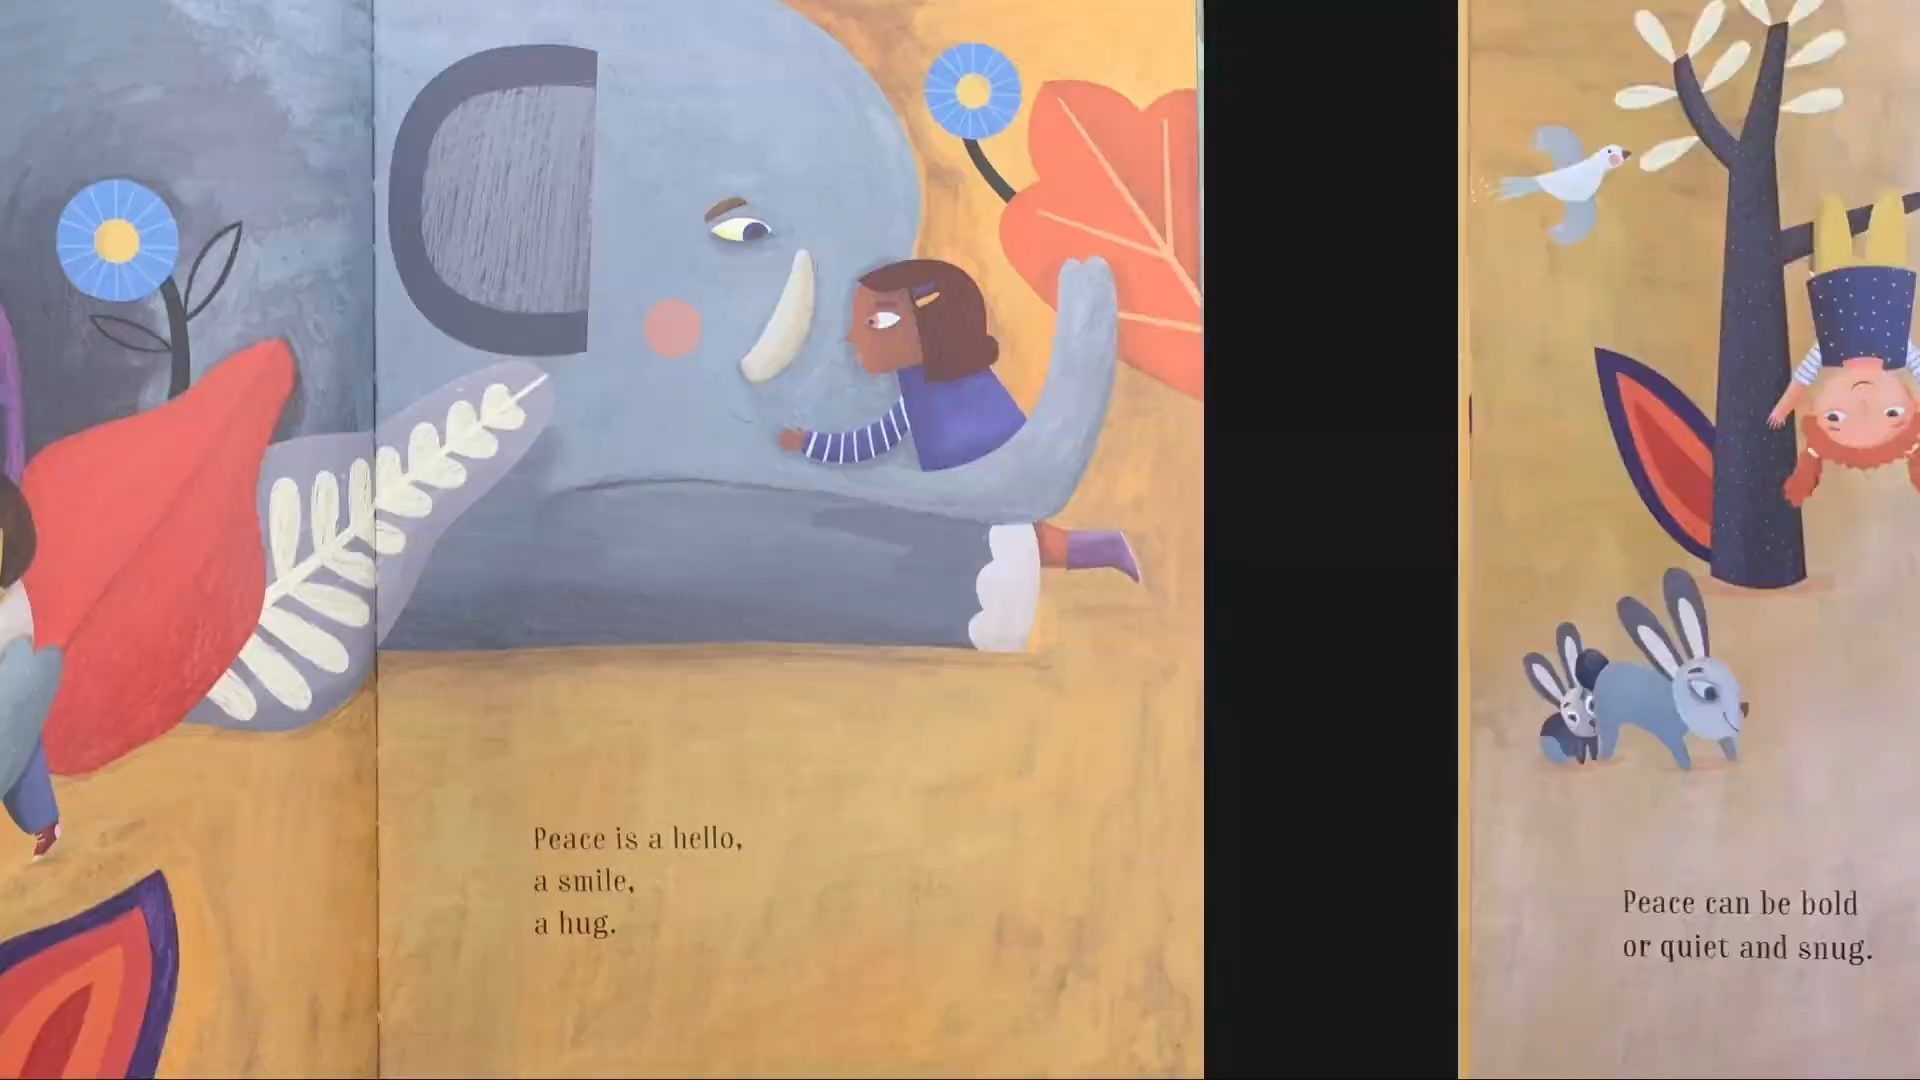 Peace is a hello,
a smile,
a hug.
Peace can be bold
or quiet and snug.